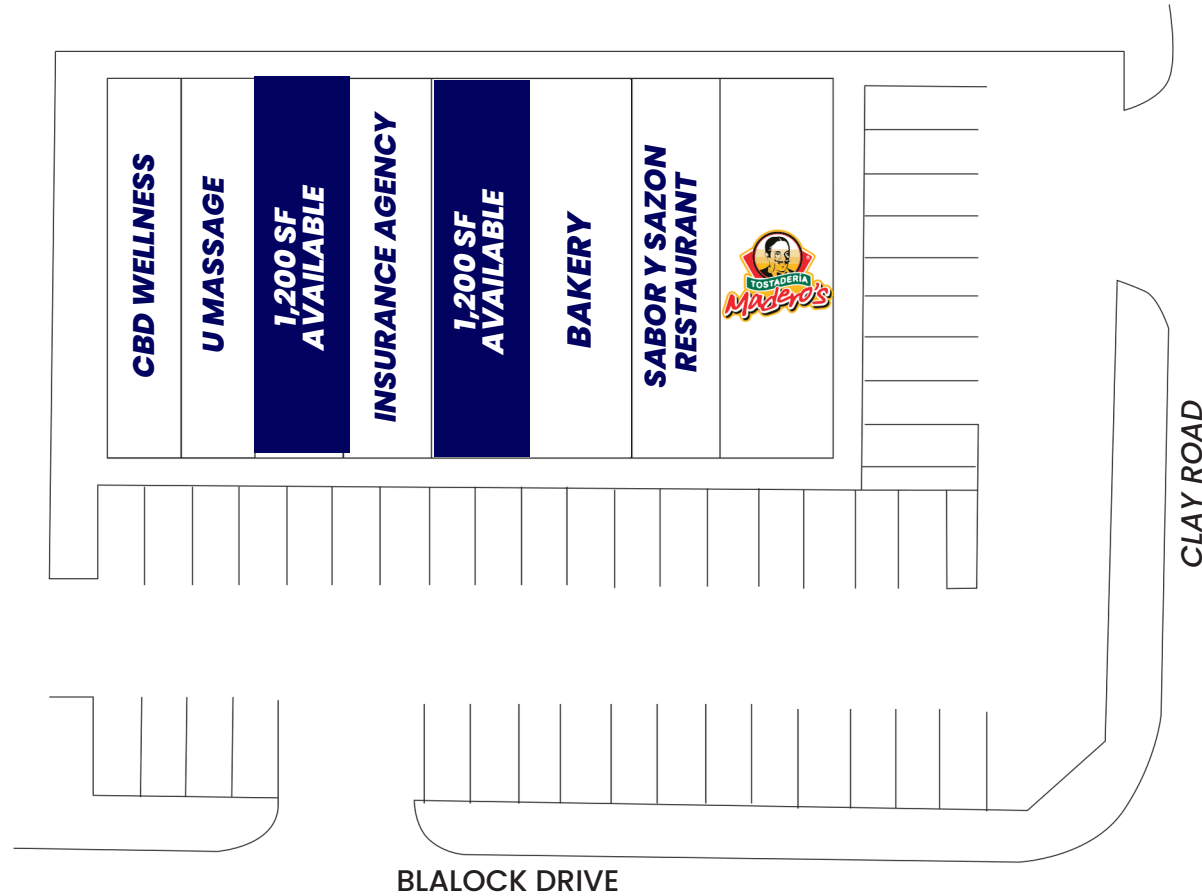 CBD WELLNESS
U MASSAGE
1,200 SF
AVAILABLE
INSURANCE AGENCY
1,200 SF
AVAILABLE
BAKERY
SABOR Y SAZON
RESTAURANT
TOSTADERÍA
Madero's
CLAY ROAD
BLALOCK DRIVE